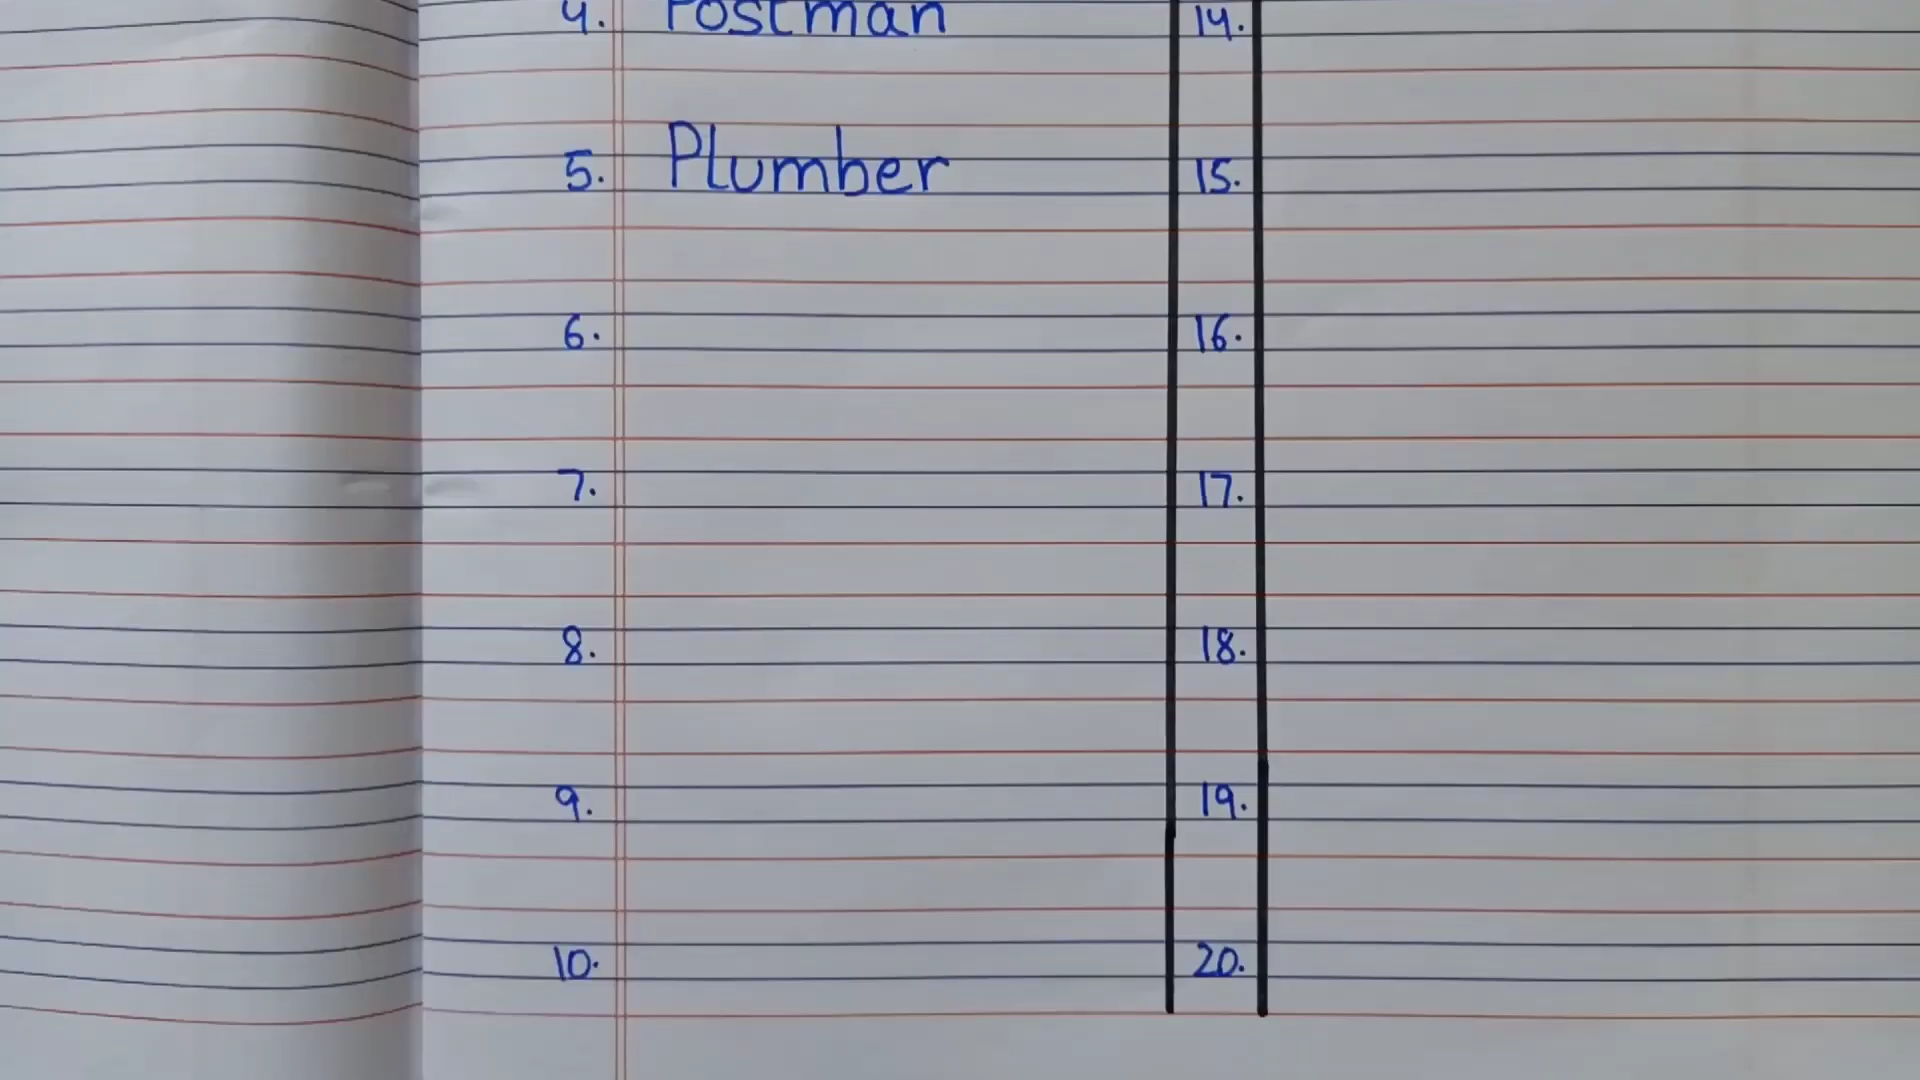 4. Postman 14.
5. Plumber 15.
6. 16.
7. 17.
8. 18.
9. 19.
10. 20.